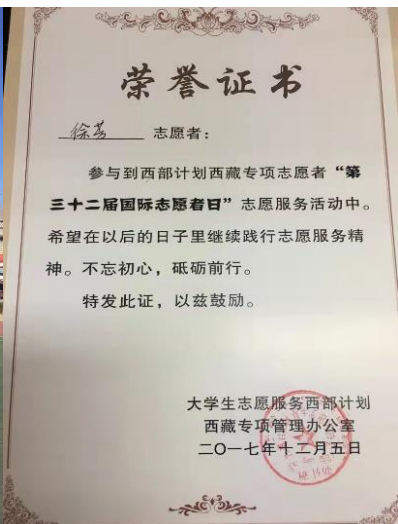 荣誉证书
徐芳 志愿者：
参与到西部计划西藏专项志愿者“第
三十二届国际志愿者日”志愿服务活动中。
希望在以后的日子里继续践行志愿服务精
神。不忘初心，砥砺前行。
特发此证，以兹鼓励。
大学生志愿服务西部计划
西藏专项管理办公室
二〇一七年十二月五日